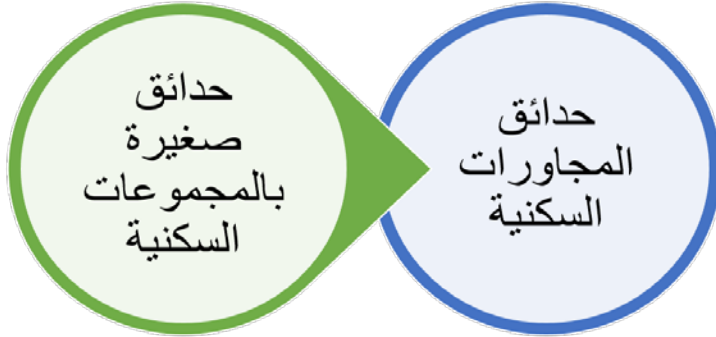 حدائق
المجاورات
السكنية
حدائق
صغيرة
بالمجموعات
السكنية